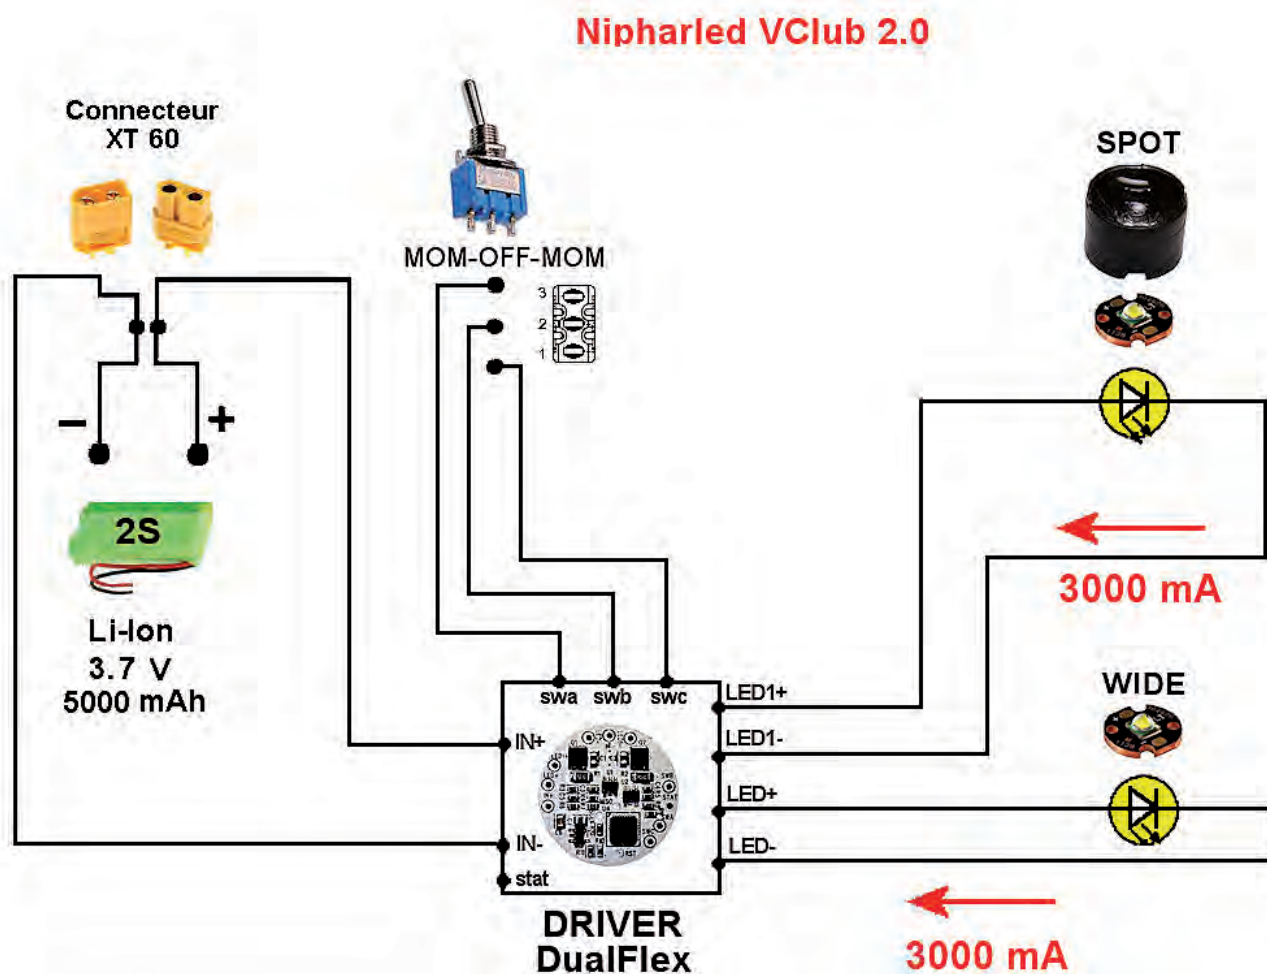 Nipharled VClub 2.0
Connecteur
XT 60
MOM-OFF-MOM
3
2
1
SPOT
−
+
2S
Li-Ion
3.7 V
5000 mAh
3000 mA
WIDE
swa
swb
swc
LED1+
LED1-
LED+
LED-
IN+
IN-
stat
DRIVER
DualFlex
3000 mA